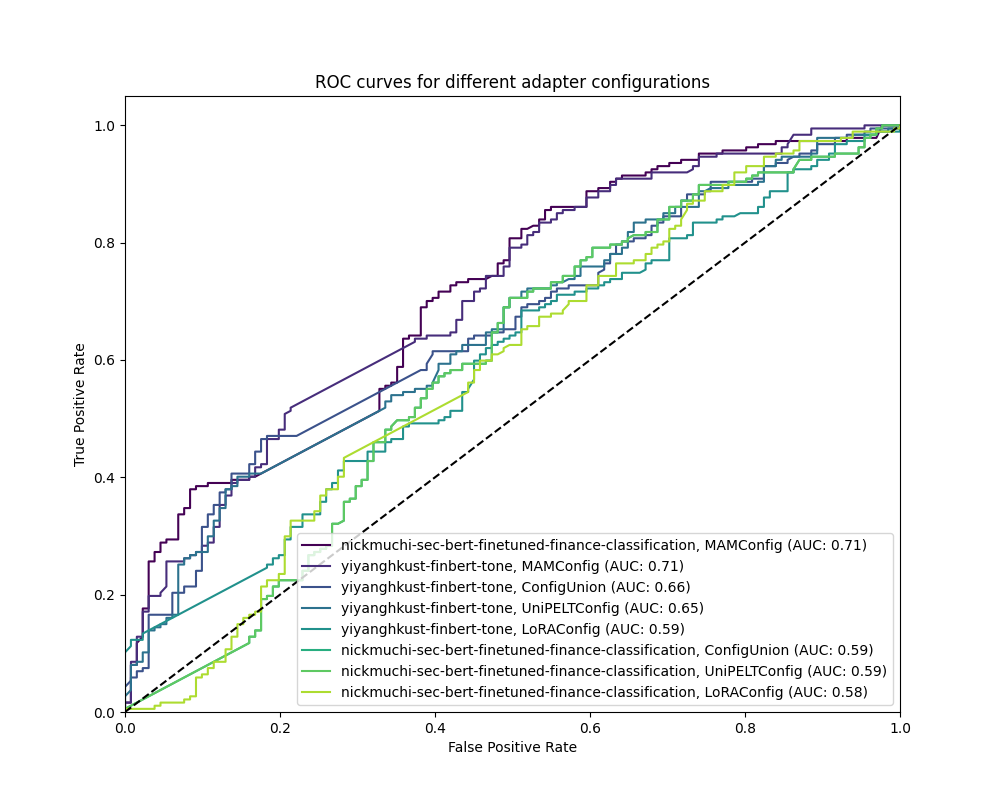 ROC curves for different adapter configurations
1.0
0.8
0.6
0.4
0.2
0.0
True Positive Rate
nickmuchi-sec-bert-finetuned-finance-classification, MAMConfig (AUC: 0.71)
yiyanghkust-finbert-tone, MAMConfig (AUC: 0.71)
yiyanghkust-finbert-tone, ConfigUnion (AUC: 0.66)
yiyanghkust-finbert-tone, UniPELTConfig (AUC: 0.65)
yiyanghkust-finbert-tone, LoRAConfig (AUC: 0.59)
nickmuchi-sec-bert-finetuned-finance-classification, ConfigUnion (AUC: 0.59)
nickmuchi-sec-bert-finetuned-finance-classification, UniPELTConfig (AUC: 0.59)
nickmuchi-sec-bert-finetuned-finance-classification, LoRAConfig (AUC: 0.58)
0.0 0.2 0.4 0.6 0.8 1.0
False Positive Rate